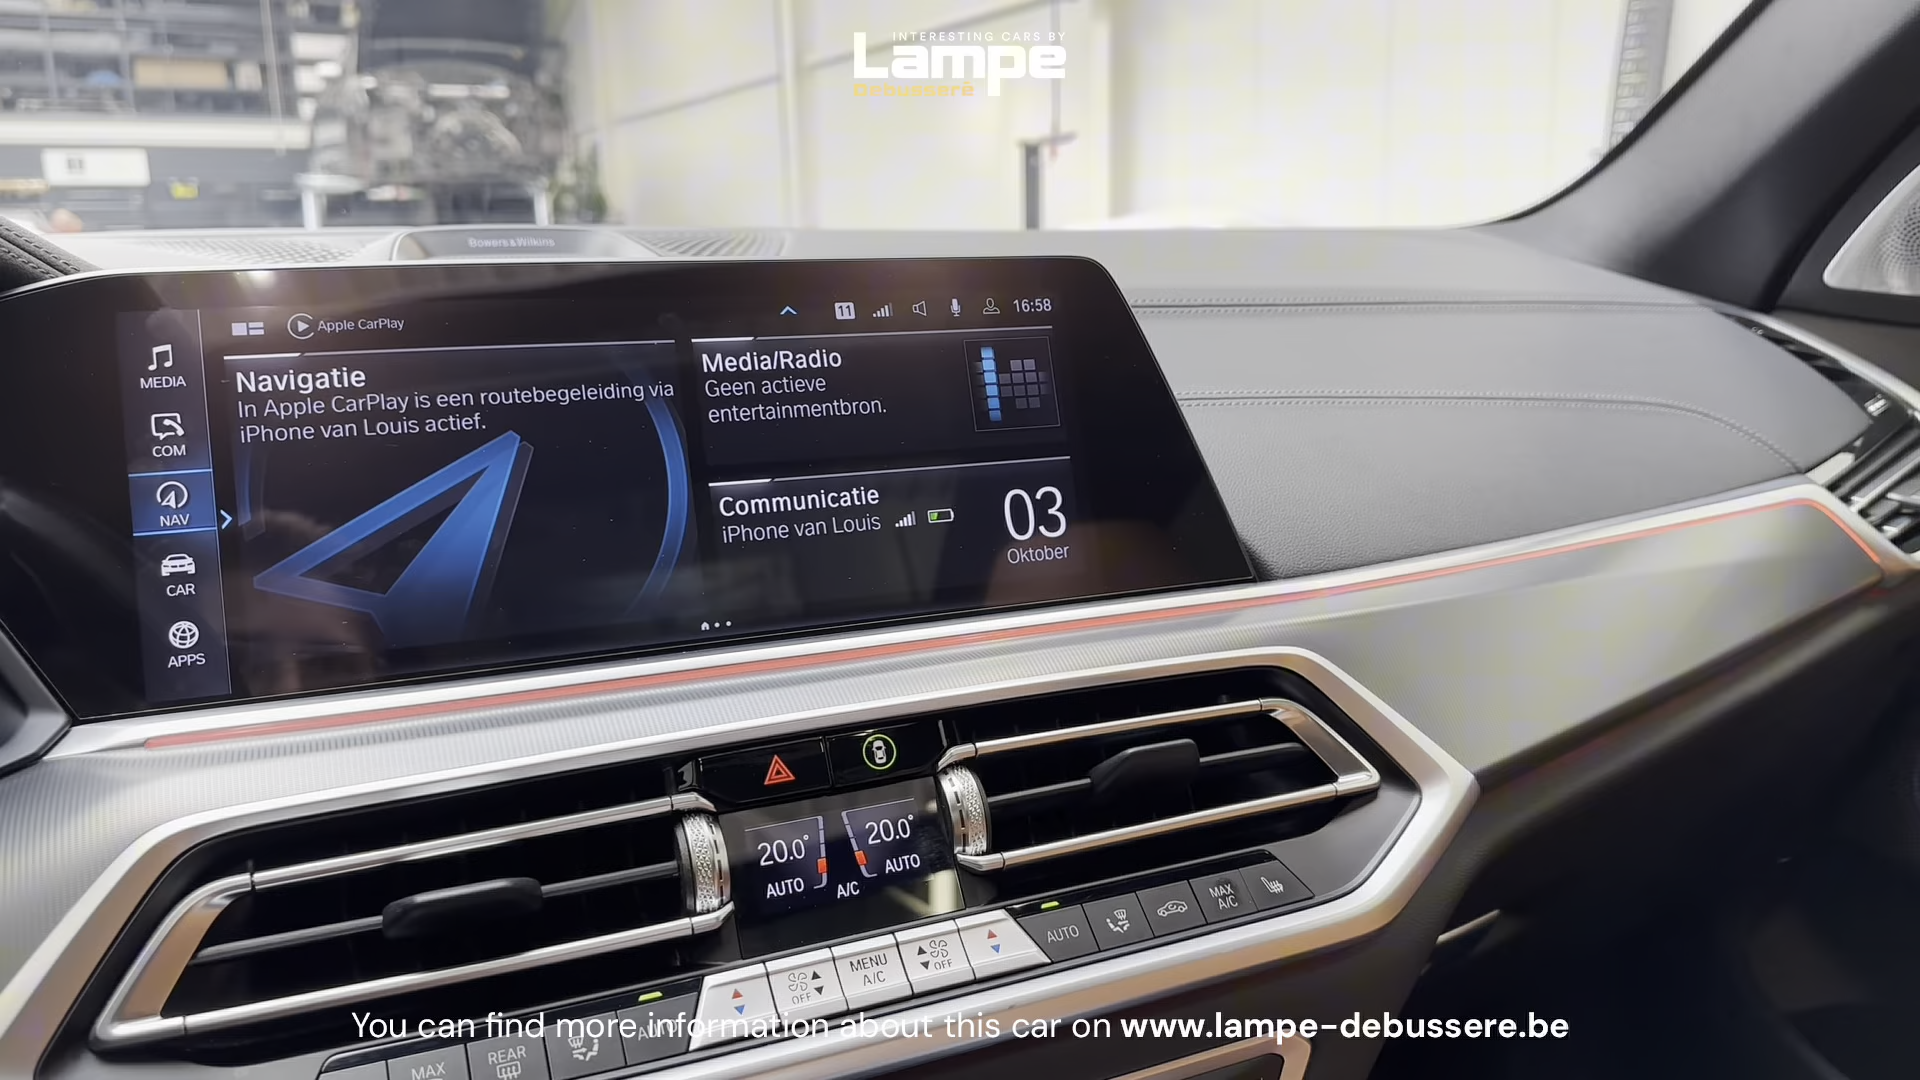 INTERESTING CARS BY
Lampe
Debusserê
Bowers & Wilkins
Apple CarPlay
11
16:58
MEDIA
COM
NAV
CAR
APPS
Navigatie
In Apple CarPlay is een routebegeleiding via
iPhone van Louis actief.
Media/Radio
Geen actieve
entertainmentbron.
Communicatie
iPhone van Louis
03
Oktober
20.0°
AUTO
A/C
20.0°
AUTO
MAX
REAR
AUTO
OFF
MENU
A/C
OFF
AUTO
MAX
A/C
You can find more information about this car on www.lampe-debussere.be